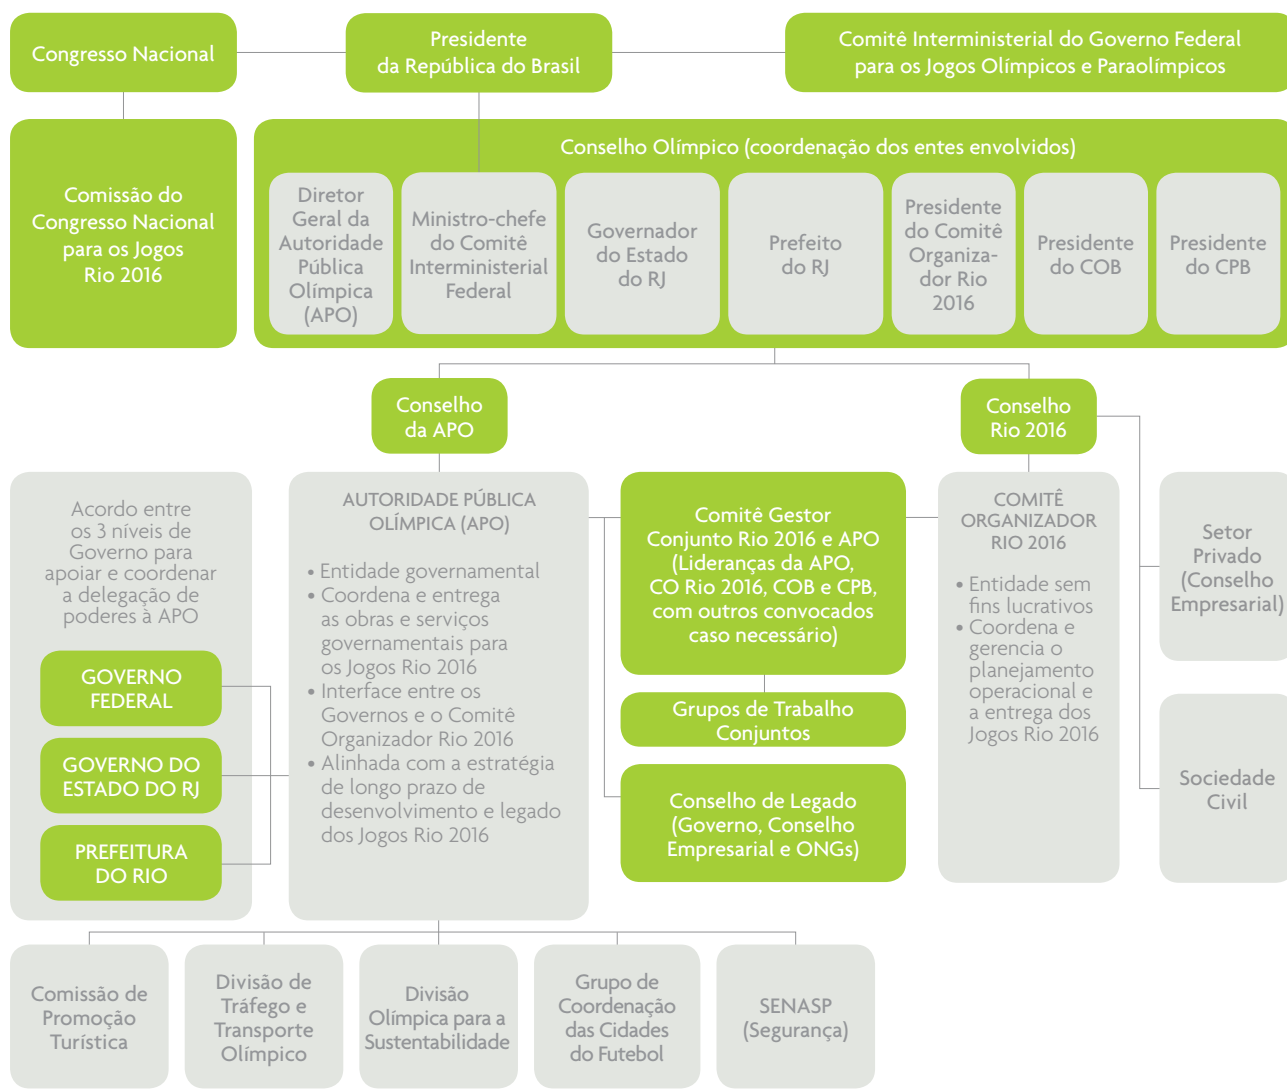 Congresso Nacional
Presidente
da República do Brasil
Comitê Interministerial do Governo Federal
para os Jogos Olímpicos e Paraolímpicos
Comissão do
Congresso Nacional
para os Jogos
Rio 2016
Conselho Olímpico (coordenação dos entes envolvidos)
Diretor
Geral da
Autoridade
Pública
Olímpica
(APO)
Ministro-chefe
do Comitê
Interministerial
Federal
Governador
do Estado
do RJ
Prefeito
do RJ
Presidente
do Comitê
Organiza-
dor Rio
2016
Presidente
do COB
Presidente
do CPB
Conselho
da APO
Conselho
Rio 2016
Acordo entre
os 3 níveis de
Governo para
apoiar e coordenar
a delegação de
poderes à APO
GOVERNO
FEDERAL
GOVERNO DO
ESTADO DO RJ
PREFEITURA
DO RIO
AUTORIDADE PÚBLICA
OLÍMPICA (APO)
• Entidade governamental
• Coordena e entrega
as obras e serviços
governamentais para
os Jogos Rio 2016
• Interface entre os
Governos e o Comitê
Organizador Rio 2016
• Alinhada com a estratégia
de longo prazo de
desenvolvimento e legado
dos Jogos Rio 2016
Comitê Gestor
Conjunto Rio 2016 e APO
(Lideranças da APO,
CO Rio 2016, COB e CPB,
com outros convocados
caso necessário)
Grupos de Trabalho
Conjuntos
Conselho de Legado
(Governo, Conselho
Empresarial e ONGs)
COMITÊ
ORGANIZADOR
RIO 2016
• Entidade sem
fins lucrativos
• Coordena e
gerencia o
planejamento
operacional e
a entrega dos
Jogos Rio 2016
Setor
Privado
(Conselho
Empresarial)
Sociedade
Civil
Comissão de
Promoção
Turística
Divisão de
Tráfego e
Transporte
Olímpico
Divisão
Olímpica para a
Sustentabilidade
Grupo de
Coordenação
das Cidades
do Futebol
SENASP
(Segurança)